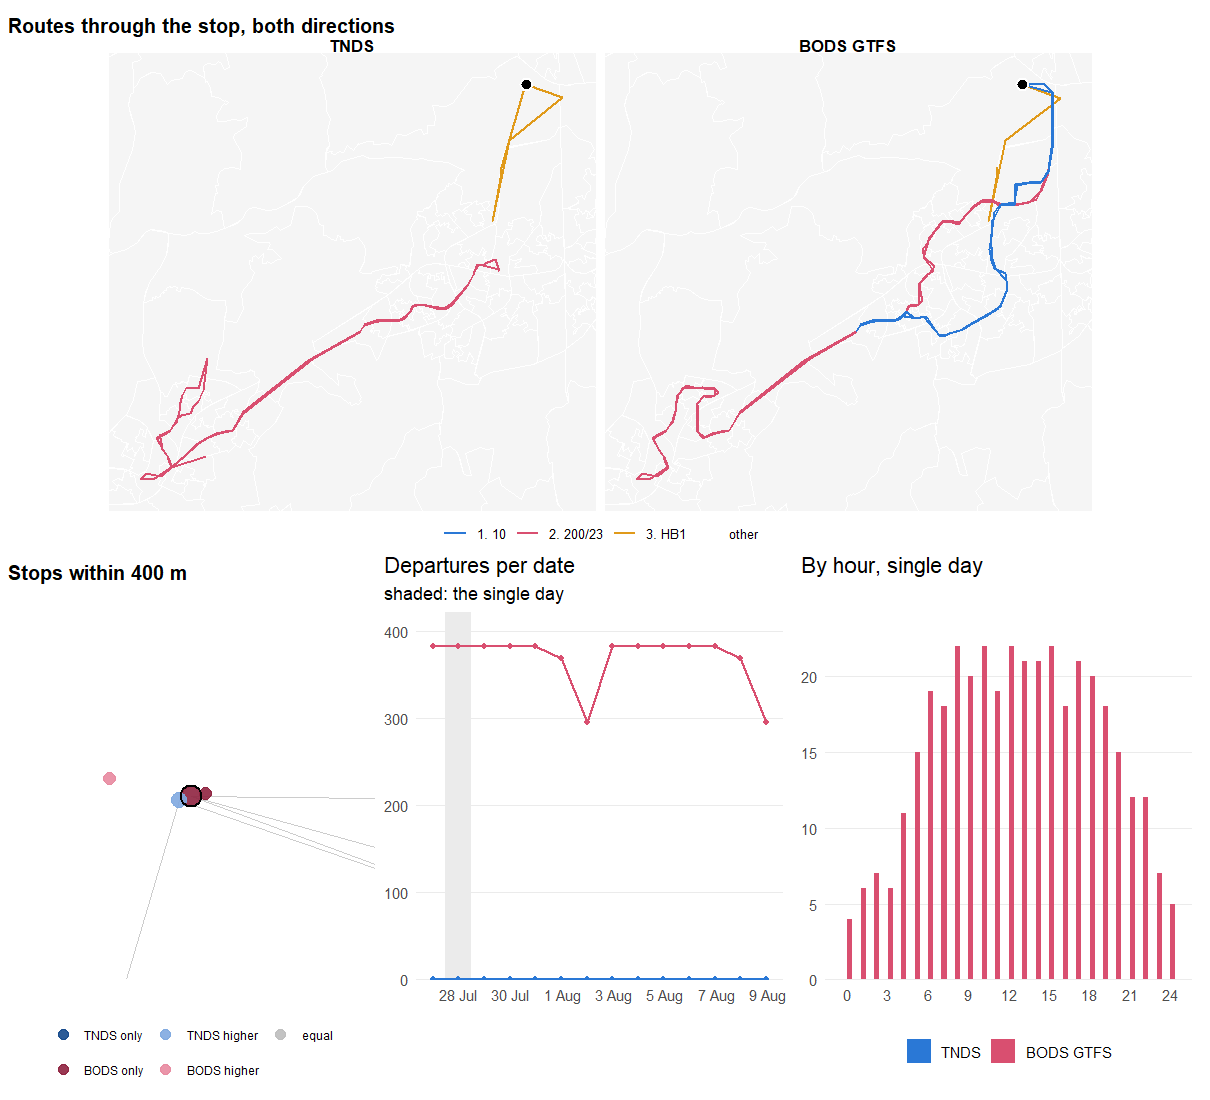 Routes through the stop, both directions
TNDS
BODS GTFS
1. 10
2. 200/23
3. HB1
other
Stops within 400 m
TNDS only
TNDS higher
equal
BODS only
BODS higher
Departures per date
shaded: the single day
400
300
200
100
0
28 Jul
30 Jul
1 Aug
3 Aug
5 Aug
7 Aug
9 Aug
By hour, single day
20
15
10
5
0
0
3
6
9
12
15
18
21
24
TNDS
BODS GTFS